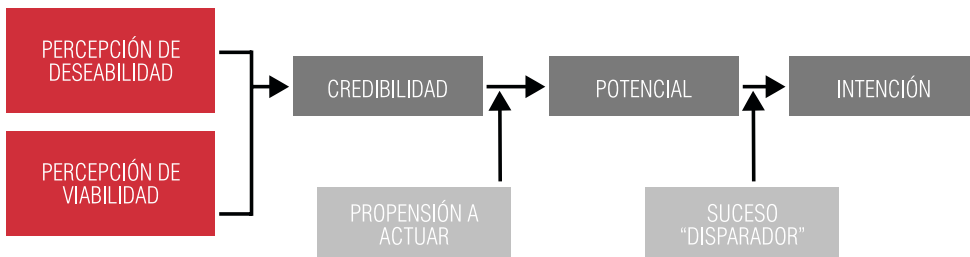 PERCEPCIÓN DE
DESEABILIDAD
PERCEPCIÓN DE
VIABILIDAD
CREDIBILIDAD
POTENCIAL
INTENCIÓN
PROPENSIÓN A
ACTUAR
SUCESO
“DISPARADOR”